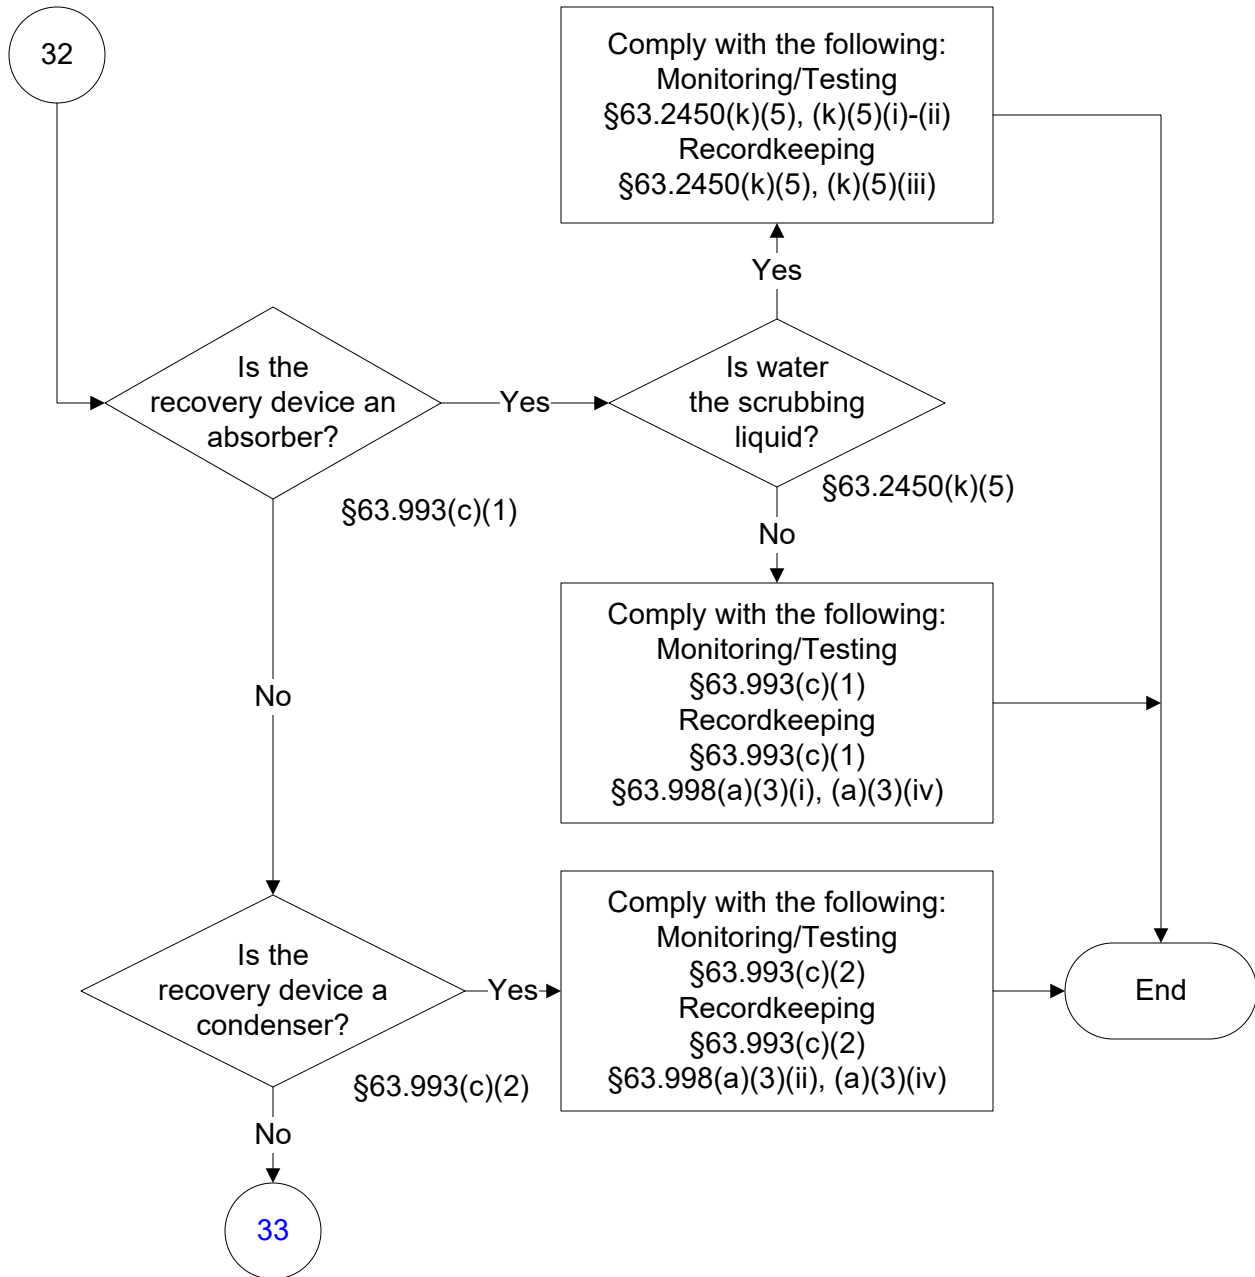 32
Comply with the following:
Monitoring/Testing
§63.2450(k)(5), (k)(5)(i)-(ii)
Recordkeeping
§63.2450(k)(5), (k)(5)(iii)
Yes
Is the
recovery device an
absorber?
Yes
Is water
the scrubbing
liquid?
§63.993(c)(1)
§63.2450(k)(5)
No
Comply with the following:
Monitoring/Testing
§63.993(c)(1)
Recordkeeping
§63.993(c)(1)
§63.998(a)(3)(i), (a)(3)(iv)
No
Is the
recovery device a
condenser?
Yes
Comply with the following:
Monitoring/Testing
§63.993(c)(2)
Recordkeeping
§63.993(c)(2)
§63.998(a)(3)(ii), (a)(3)(iv)
End
§63.993(c)(2)
No
33